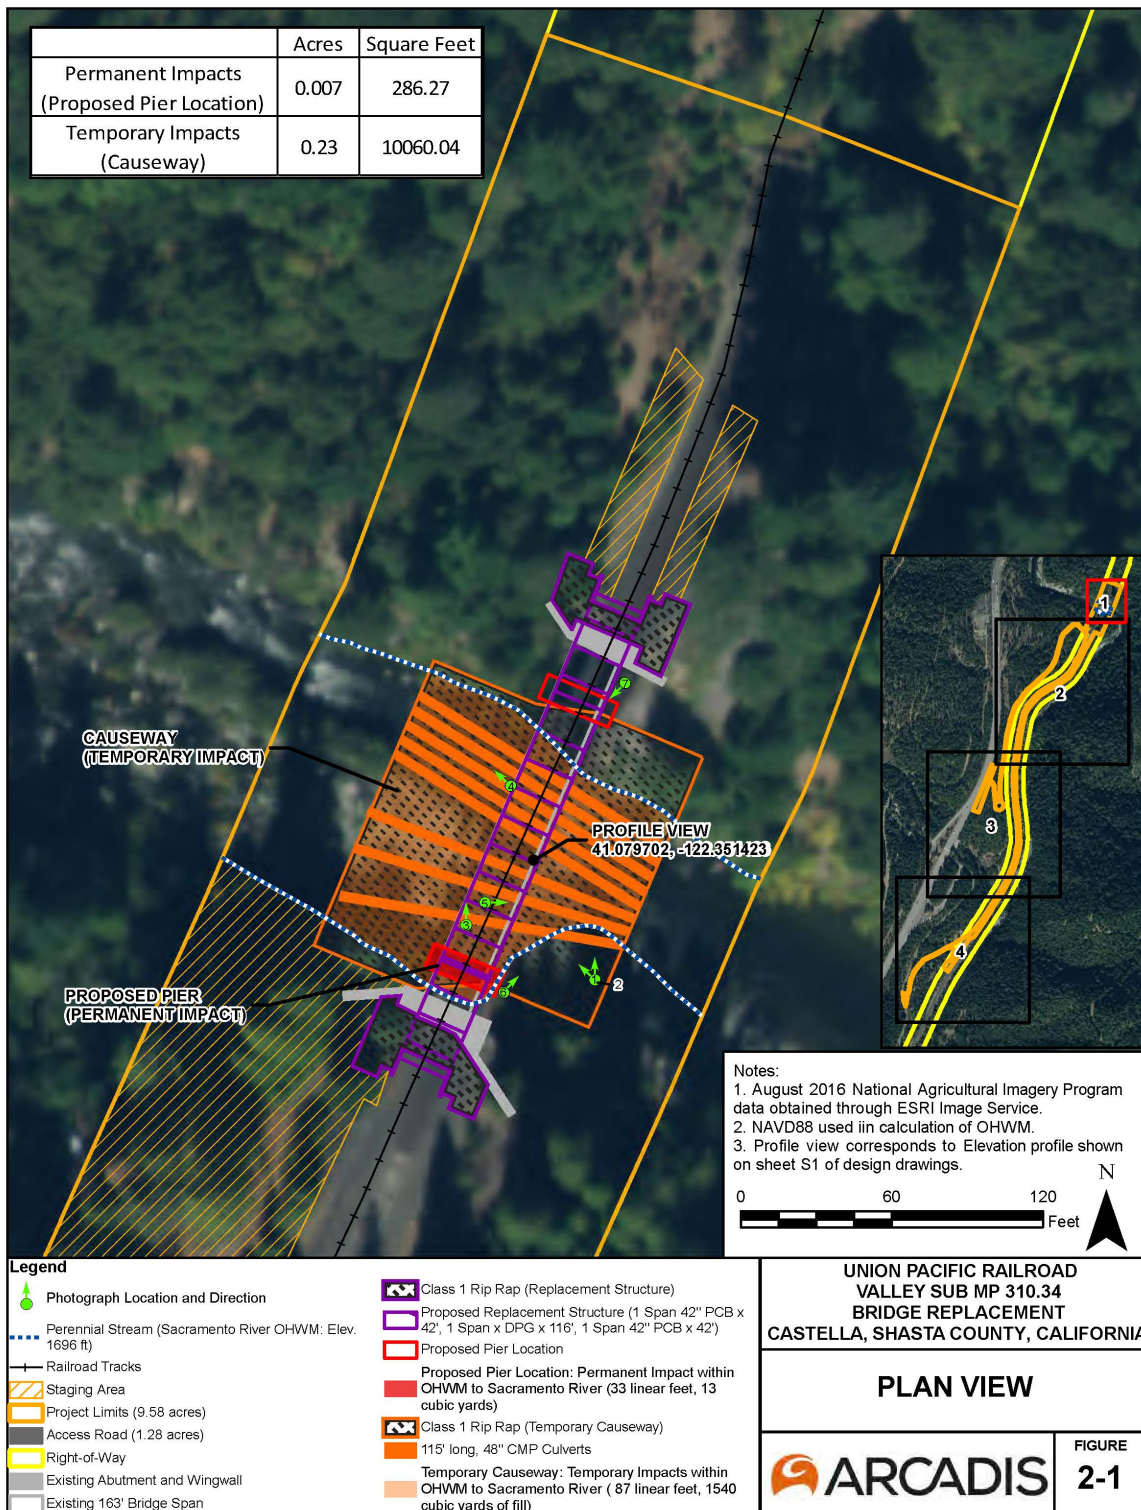 Acres Square Feet
Permanent Impacts
(Proposed Pier Location) 0.007 286.27
Temporary Impacts
(Causeway) 0.23 10060.04
CAUSEWAY
(TEMPORARY IMPACT)
PROFILE VIEW
41.079702, -122.351423
PROPOSED PIER
(PERMANENT IMPACT)
7
4
5
3
6
1
2
1
2
3
4
Notes:
1. August 2016 National Agricultural Imagery Program
data obtained through ESRI Image Service.
2. NAVD88 used iin calculation of OHWM.
3. Profile view corresponds to Elevation profile shown
on sheet S1 of design drawings.
N
0 60 120
Feet
Legend
Photograph Location and Direction
Perennial Stream (Sacramento River OHWM: Elev.
1696 ft)
Railroad Tracks
Staging Area
Project Limits (9.58 acres)
Access Road (1.28 acres)
Right-of-Way
Existing Abutment and Wingwall
Existing 163' Bridge Span
Class 1 Rip Rap (Replacement Structure)
Proposed Replacement Structure (1 Span 42" PCB x
42', 1 Span x DPG x 116', 1 Span 42" PCB x 42')
Proposed Pier Location
Proposed Pier Location: Permanent Impact within
OHWM to Sacramento River (33 linear feet, 13
cubic yards)
Class 1 Rip Rap (Temporary Causeway)
115' long, 48" CMP Culverts
Temporary Causeway: Temporary Impacts within
OHWM to Sacramento River ( 87 linear feet, 1540
cubic yards of fill)
UNION PACIFIC RAILROAD
VALLEY SUB MP 310.34
BRIDGE REPLACEMENT
CASTELLA, SHASTA COUNTY, CALIFORNIA
PLAN VIEW
ARCADIS
FIGURE
2-1